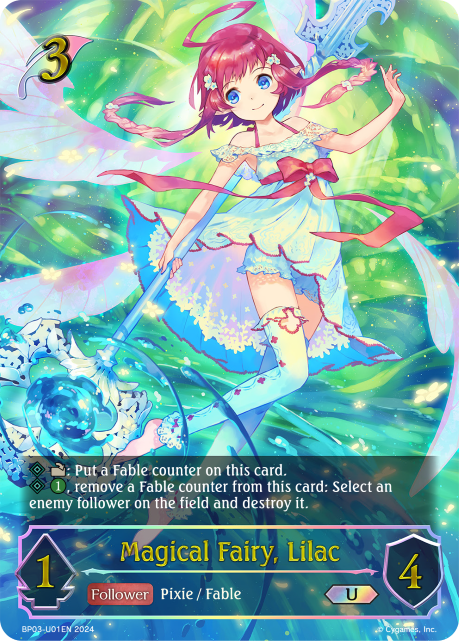 3
: Put a Fable counter on this card.
1, remove a Fable counter from this card: Select an
enemy follower on the field and destroy it.
Magical Fairy, Lilac
1
Follower Pixie / Fable
U
4
BP03-U01EN 2024
© Cygames, Inc.